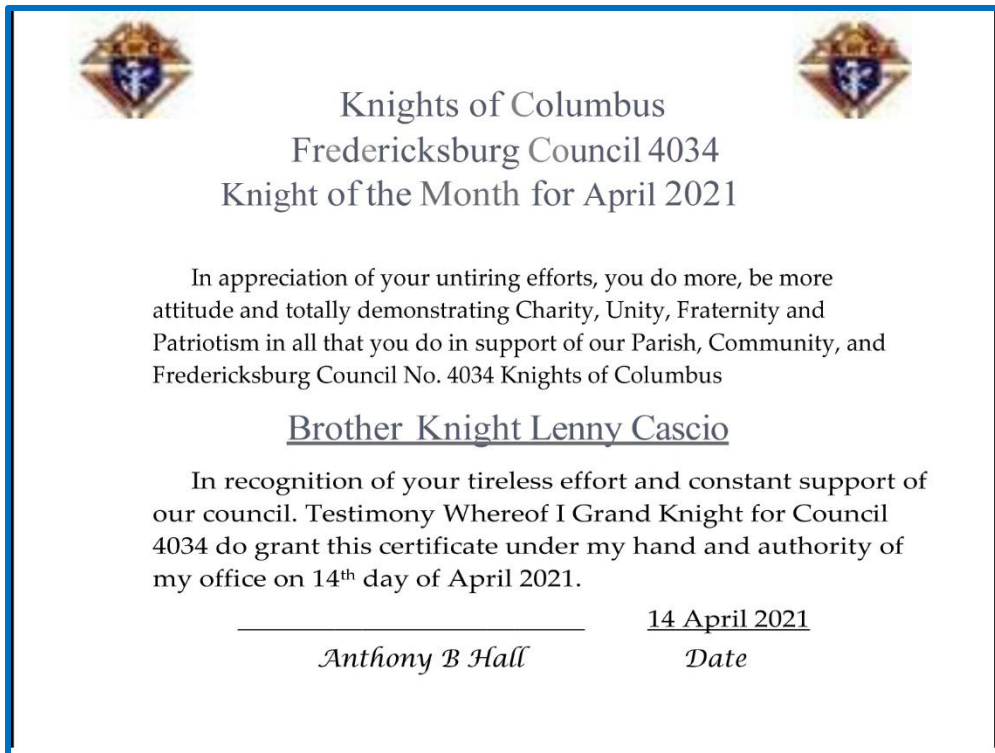 K of C
K of C
Knights of Columbus
Fredericksburg Council 4034
Knight of the Month for April 2021
In appreciation of your untiring efforts, you do more, be more
attitude and totally demonstrating Charity, Unity, Fraternity and
Patriotism in all that you do in support of our Parish, Community, and
Fredericksburg Council No. 4034 Knights of Columbus
Brother Knight Lenny Cascio
In recognition of your tireless effort and constant support of
our council. Testimony Whereof I Grand Knight for Council
4034 do grant this certificate under my hand and authority of
my office on 14th day of April 2021.
14 April 2021
Anthony B Hall Date